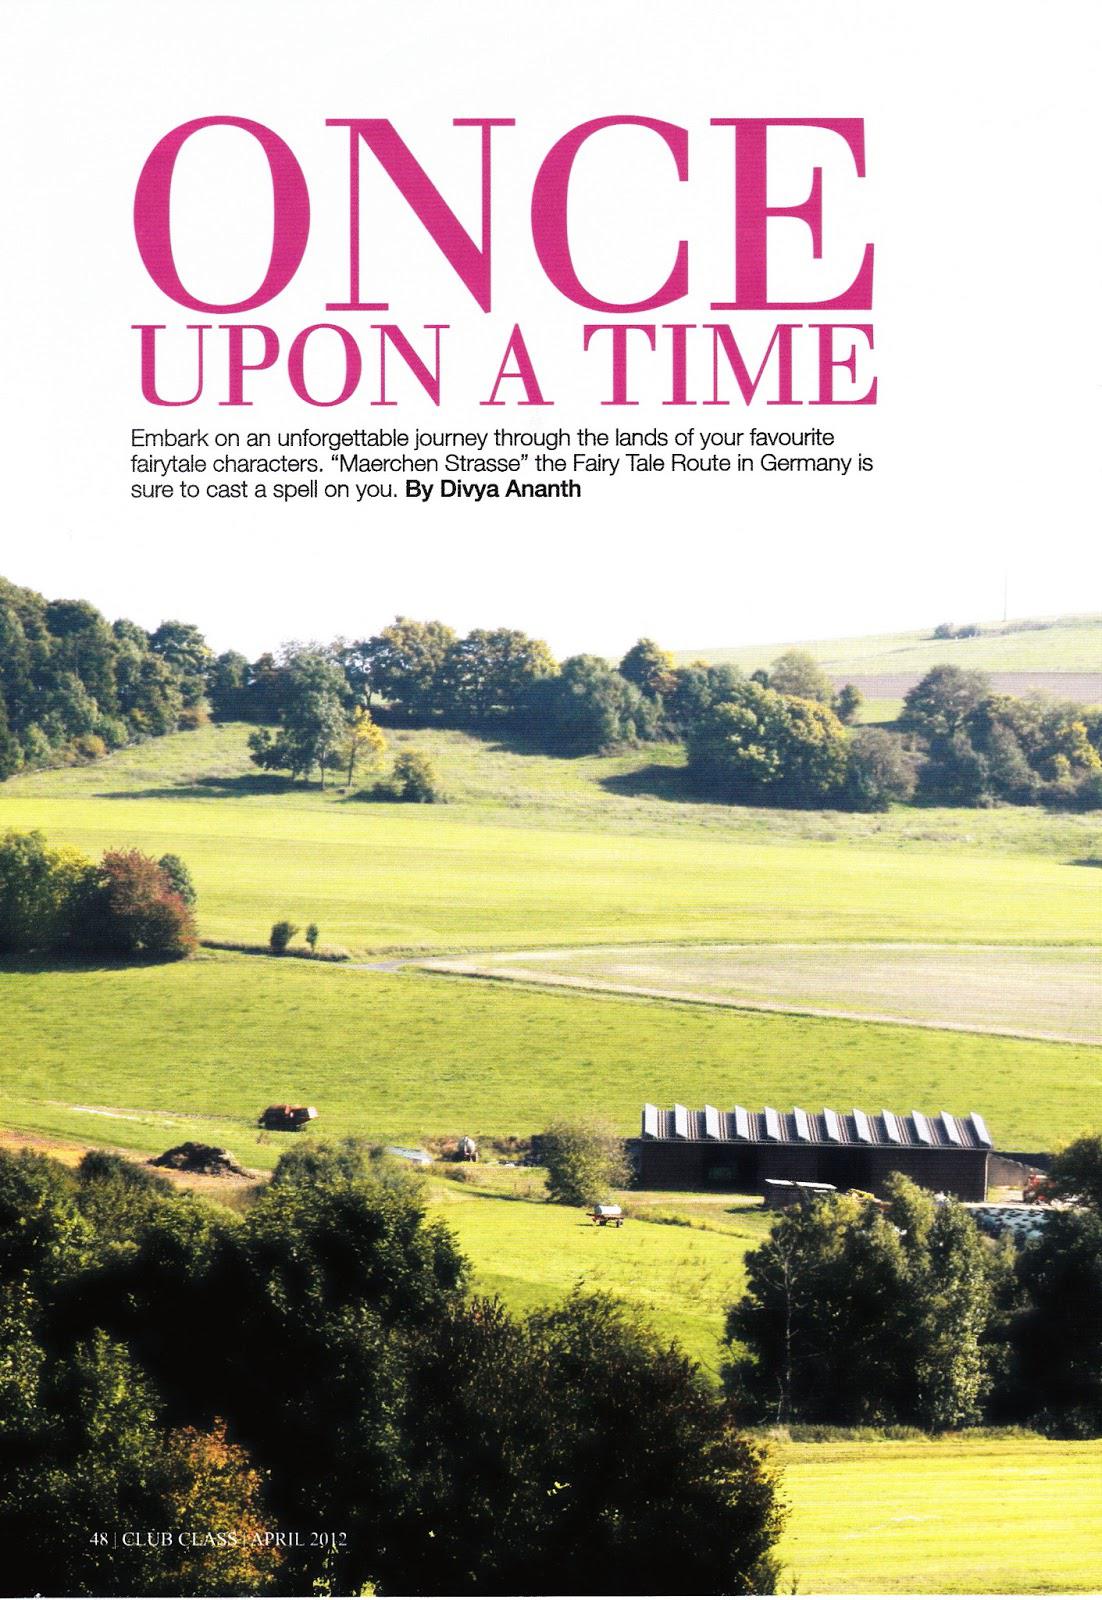 ONCE
UPON A TIME
Embark on an unforgettable journey through the lands of your favourite
fairytale characters. “Maerchen Strasse” the Fairy Tale Route in Germany is
sure to cast a spell on you. By Divya Ananth
48 | CLUB CLASS | APRIL 2012